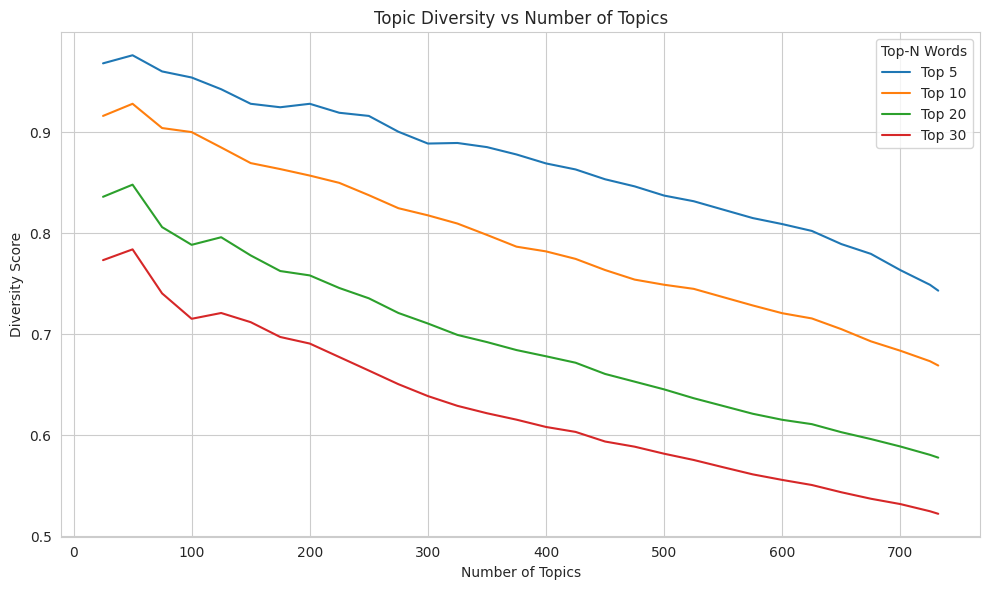 Topic Diversity vs Number of Topics
Top-N Words
Top 5
Top 10
Top 20
Top 30
Diversity Score
0.9
0.8
0.7
0.6
0.5
0 100 200 300 400 500 600 700
Number of Topics